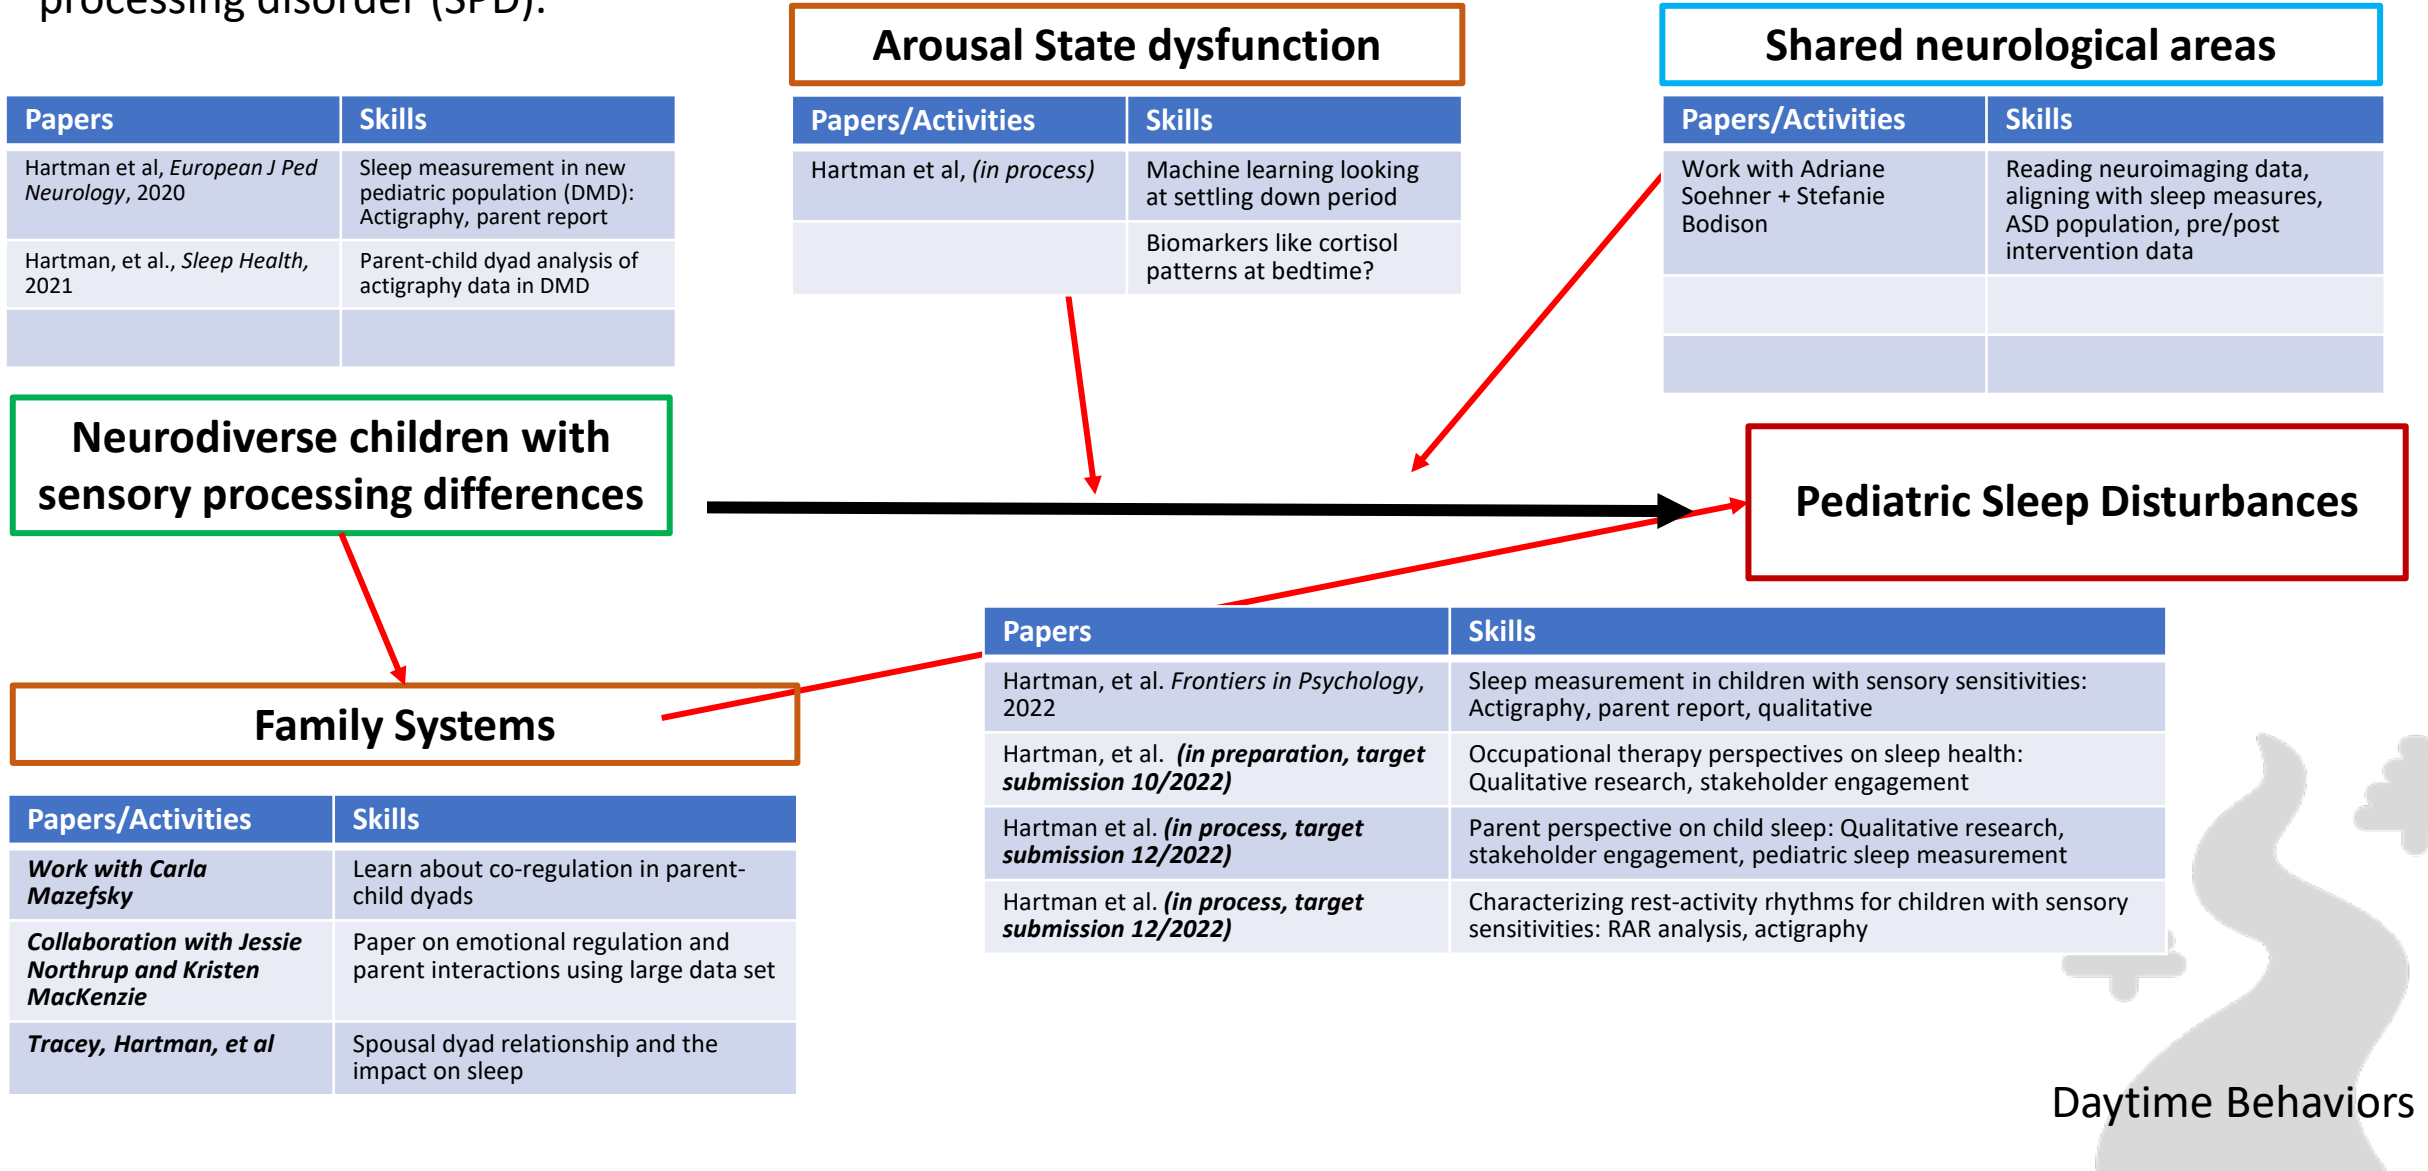 processing disorder (SPD).
Arousal State dysfunction
Shared neurological areas
Papers
Skills
Hartman et al, European J Ped
Neurology, 2020
Sleep measurement in new
pediatric population (DMD):
Actigraphy, parent report
Hartman, et al., Sleep Health,
2021
Parent-child dyad analysis of
actigraphy data in DMD
Papers/Activities
Skills
Hartman et al, (in process)
Machine learning looking
at settling down period
Biomarkers like cortisol
patterns at bedtime?
Papers/Activities
Skills
Work with Adriane
Soehner + Stefanie
Bodison
Reading neuroimaging data,
aligning with sleep measures,
ASD population, pre/post
intervention data
Neurodiverse children with
sensory processing differences
Pediatric Sleep Disturbances
Family Systems
Papers
Skills
Hartman, et al. Frontiers in Psychology,
2022
Sleep measurement in children with sensory sensitivities:
Actigraphy, parent report, qualitative
Hartman, et al. (in preparation, target
submission 10/2022)
Occupational therapy perspectives on sleep health:
Qualitative research, stakeholder engagement
Hartman et al. (in process, target
submission 12/2022)
Parent perspective on child sleep: Qualitative research,
stakeholder engagement, pediatric sleep measurement
Hartman et al. (in process, target
submission 12/2022)
Characterizing rest-activity rhythms for children with sensory
sensitivities: RAR analysis, actigraphy
Papers/Activities
Skills
Work with Carla
Mazefsky
Learn about co-regulation in parent-
child dyads
Collaboration with Jessie
Northrup and Kristen
MacKenzie
Paper on emotional regulation and
parent interactions using large data set
Tracey, Hartman, et al
Spousal dyad relationship and the
impact on sleep
Daytime Behaviors